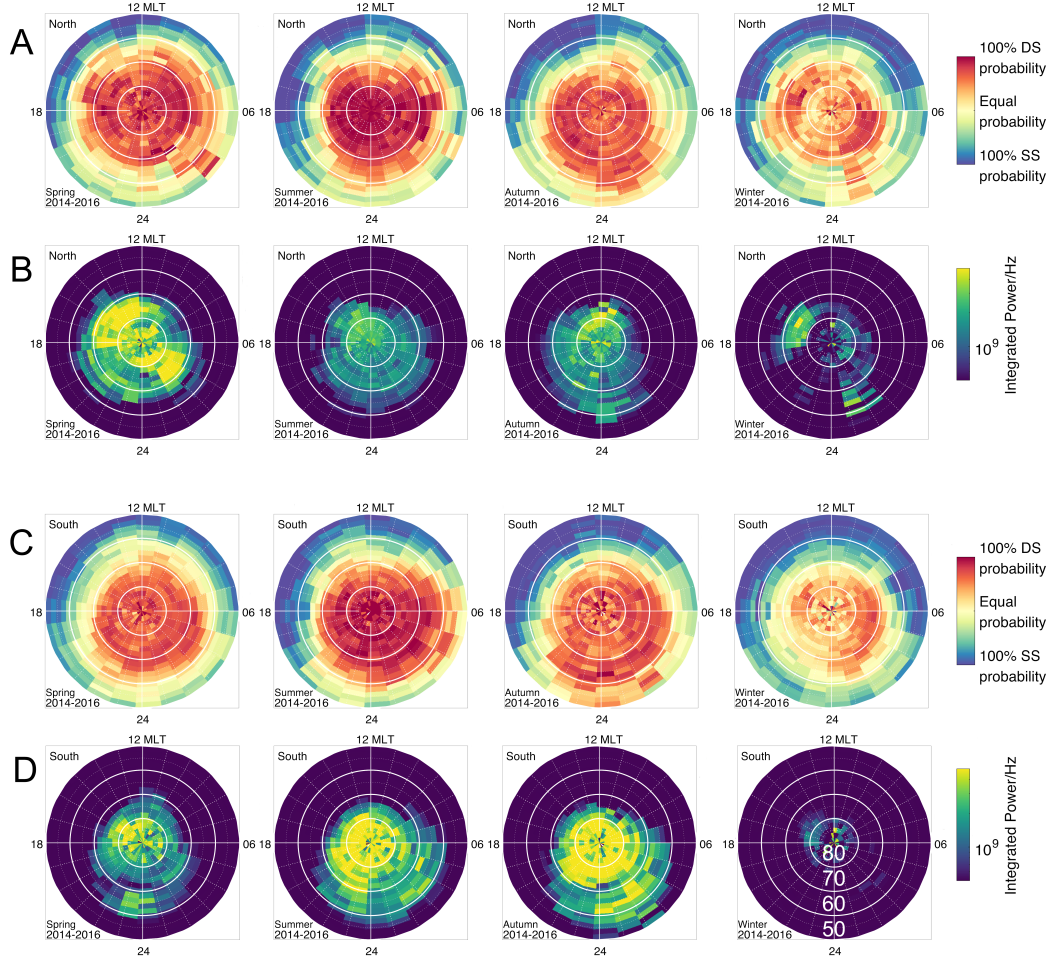 A
12 MLT
12 MLT
12 MLT
12 MLT
North
North
North
North
18
06
18
06
18
06
18
06
Spring
2014-2016
Summer
2014-2016
Autumn
2014-2016
Winter
2014-2016
24
24
24
24
100% DS
probability
Equal
probability
100% SS
probability
B
12 MLT
12 MLT
12 MLT
12 MLT
North
North
North
North
18
06
18
06
18
06
18
06
Spring
2014-2016
Summer
2014-2016
Autumn
2014-2016
Winter
2014-2016
24
24
24
24
10⁹
Integrated Power/Hz
C
12 MLT
12 MLT
12 MLT
12 MLT
South
South
South
South
18
06
18
06
18
06
18
06
Spring
2014-2016
Summer
2014-2016
Autumn
2014-2016
Winter
2014-2016
24
24
24
24
100% DS
probability
Equal
probability
100% SS
probability
D
12 MLT
12 MLT
12 MLT
12 MLT
South
South
South
South
18
06
18
06
18
06
18
06
80
70
60
50
Spring
2014-2016
Summer
2014-2016
Autumn
2014-2016
Winter
2014-2016
24
24
24
24
10⁹
Integrated Power/Hz